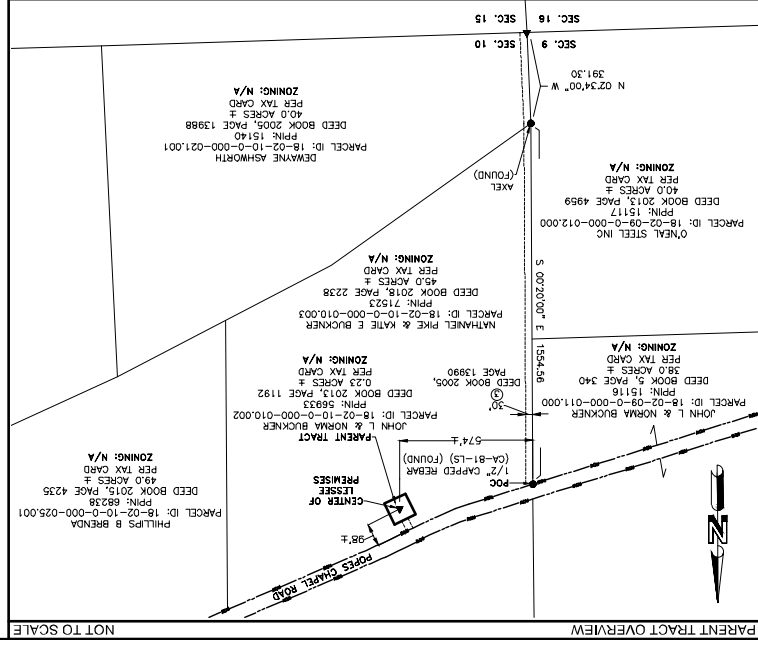 PARENT TRACT OVERVIEW
NOT TO SCALE
N
POPES CHAPEL ROAD
98'±
CENTER OF
LESSEE
PREMISES
POC
1/2" CAPPED REBAR
(CA-81-LS) (FOUND)
574'±
PARENT TRACT
JOHN L & NORMA BUCKNER
PARCEL ID: 18-02-10-0-000-010.002
PPIN: 56933
DEED BOOK 2013, PAGE 1192
0.23 ACRES ±
PER TAX CARD
ZONING: N/A
PHILLIPS B BRENDA
PARCEL ID: 18-02-10-0-000-025.001
PPIN: 68238
DEED BOOK 2015, PAGE 4235
49.0 ACRES ±
PER TAX CARD
ZONING: N/A
JOHN L & NORMA BUCKNER
PARCEL ID: 18-02-09-0-000-011.000
PPIN: 15116
DEED BOOK 5, PAGE 340
38.0 ACRES ±
PER TAX CARD
ZONING: N/A
30'
3
DEED BOOK 2005,
PAGE 13990
S 00°20'00" E 1554.56
NATHANIEL PIKE & KATIE E BUCKNER
PARCEL ID: 18-02-10-0-000-010.003
PPIN: 71523
DEED BOOK 2018, PAGE 2238
45.0 ACRES ±
PER TAX CARD
ZONING: N/A
O'NEAL STEEL INC
PARCEL ID: 18-02-09-0-000-012.000
PPIN: 15117
DEED BOOK 2013, PAGE 4959
40.0 ACRES ±
PER TAX CARD
ZONING: N/A
AXEL
(FOUND)
DEWAYNE ASHWORTH
PARCEL ID: 18-02-10-0-000-021.001
PPIN: 15140
DEED BOOK 2005, PAGE 13988
40.0 ACRES ±
PER TAX CARD
ZONING: N/A
N 02°34'00" W
391.30
SEC. 9
SEC. 10
SEC. 16
SEC. 15